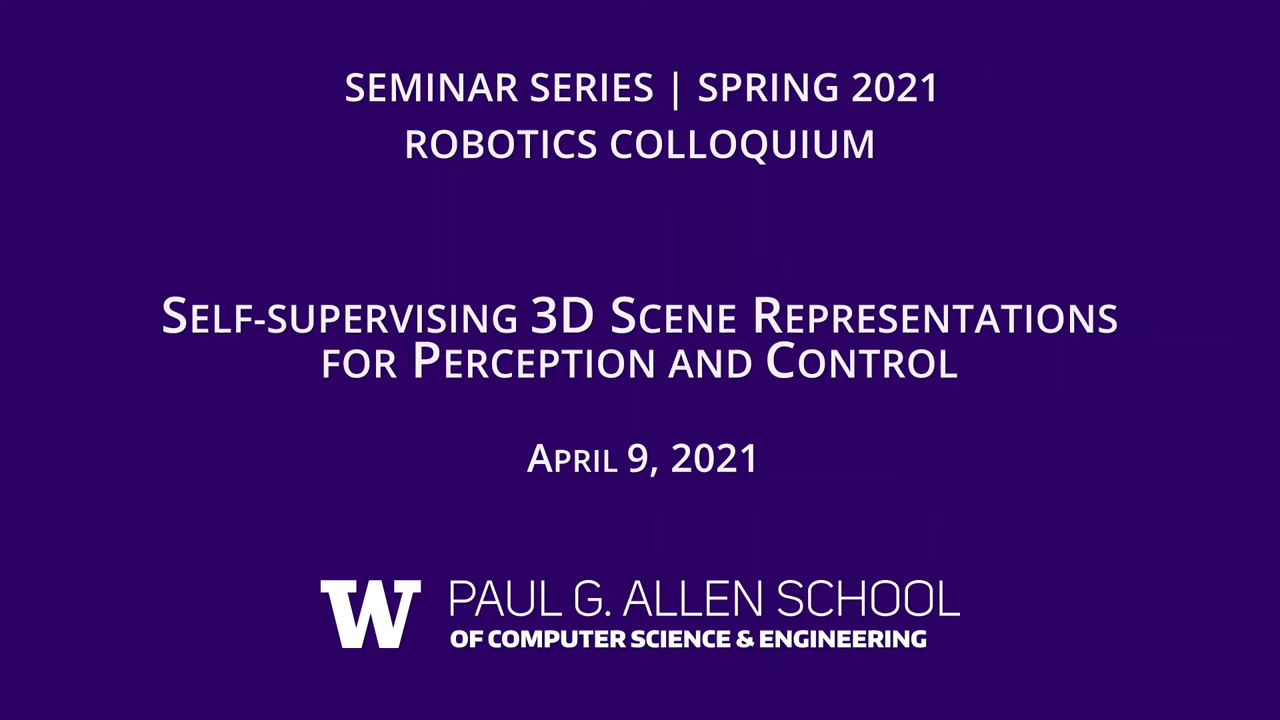 SEMINAR SERIES | SPRING 2021
ROBOTICS COLLOQUIUM
SELF-SUPERVISING 3D SCENE REPRESENTATIONS
FOR PERCEPTION AND CONTROL
APRIL 9, 2021
W PAUL G. ALLEN SCHOOL
OF COMPUTER SCIENCE & ENGINEERING